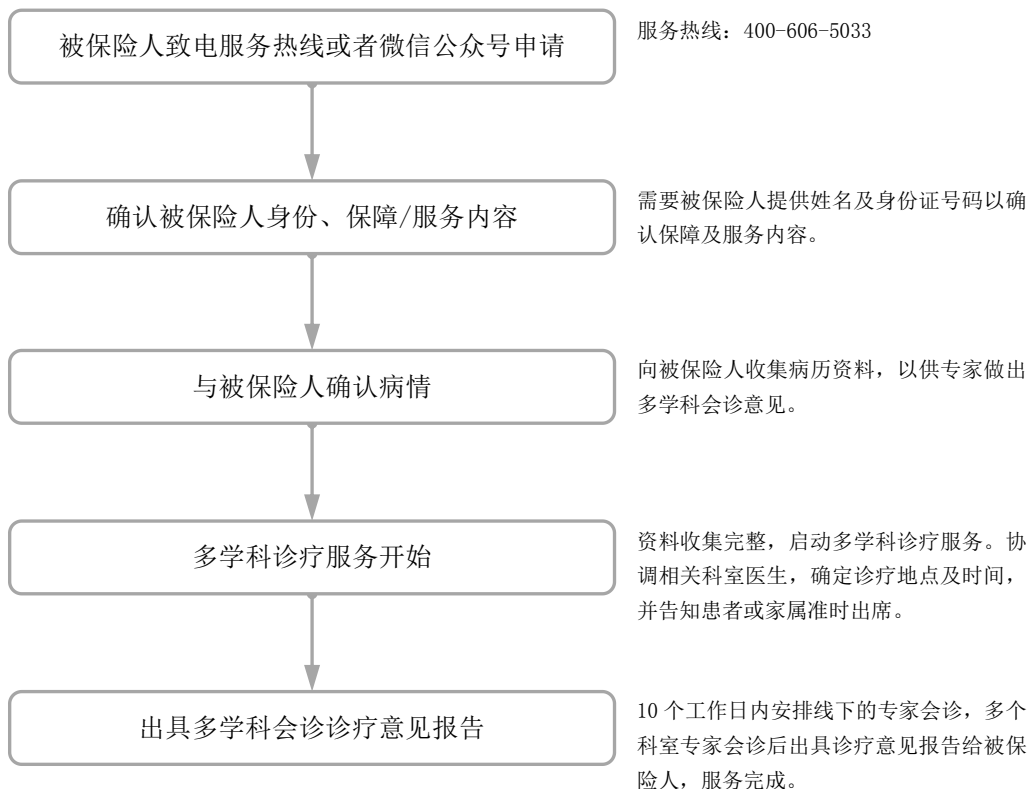 被保险人致电服务热线或者微信公众号申请
服务热线：400-606-5033
确认被保险人身份、保障/服务内容
需要被保险人提供姓名及身份证号码以确
认保障及服务内容。
与被保险人确认病情
向被保险人收集病历资料，以供专家做出
多学科会诊意见。
多学科诊疗服务开始
资料收集完整，启动多学科诊疗服务。协
调相关科室医生，确定诊疗地点及时间，
并告知患者或家属准时出席。
出具多学科会诊诊疗意见报告
10 个工作日内安排线下的专家会诊，多个
科室专家会诊后出具诊疗意见报告给被保
险人，服务完成。